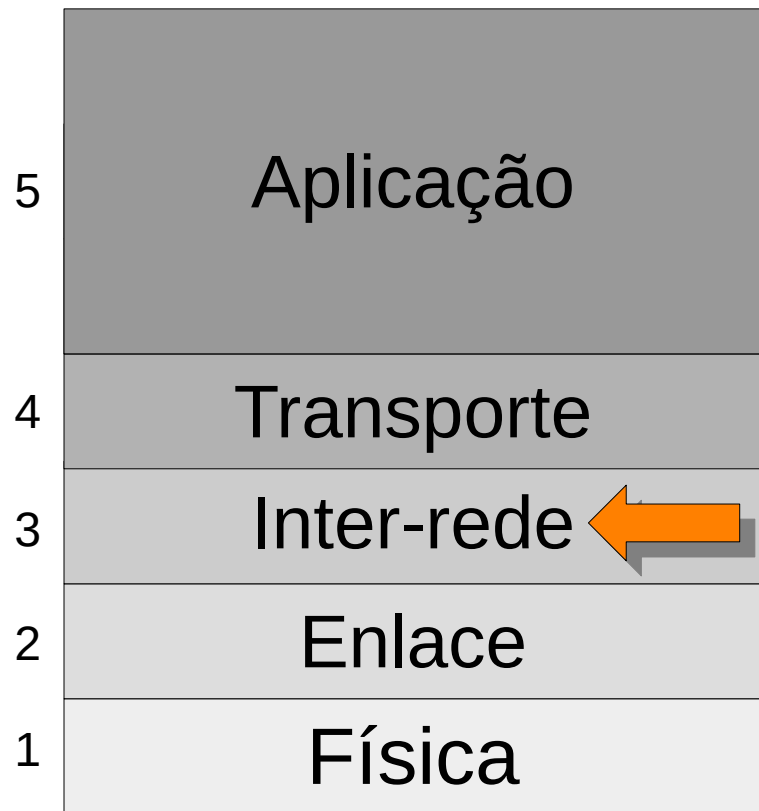 5 Aplicação
4 Transporte
3 Inter-rede
2 Enlace
1 Física